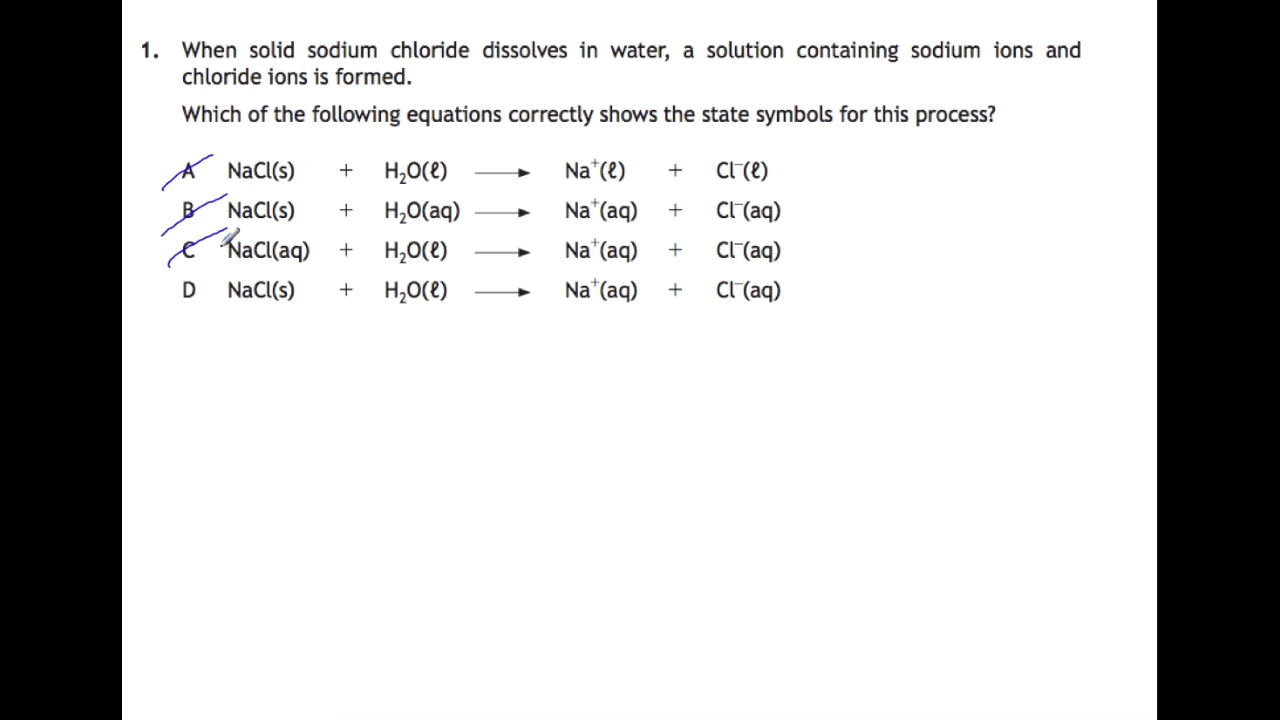 1. When solid sodium chloride dissolves in water, a solution containing sodium ions and
chloride ions is formed.
Which of the following equations correctly shows the state symbols for this process?
A NaCl(s) + H₂O(ℓ) ⟶ Na⁺(ℓ) + Cl⁻(ℓ)
B NaCl(s) + H₂O(aq) ⟶ Na⁺(aq) + Cl⁻(aq)
C NaCl(aq) + H₂O(ℓ) ⟶ Na⁺(aq) + Cl⁻(aq)
D NaCl(s) + H₂O(ℓ) ⟶ Na⁺(aq) + Cl⁻(aq)